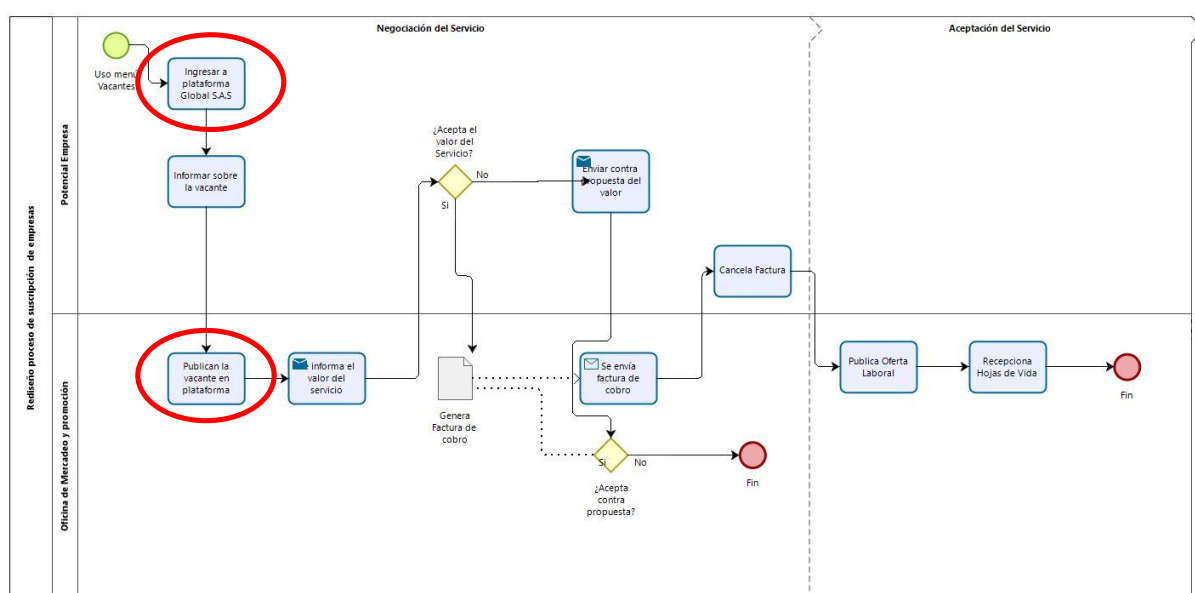 Negociación del Servicio
Aceptación del Servicio
Rediseño proceso de suscripción de empresas
Potencial Empresa
Uso menú
Vacantes
Ingresar a
plataforma
Global S.A.S
Informar sobre
la vacante
¿Acepta el
valor del
Servicio?
No
Si
Enviar contra
propuesta del
valor
Cancela Factura
Oficina de Mercadeo y promoción
Publican la
vacante en
plataforma
informa el
valor del
servicio
Genera
Factura de
cobro
Se envía
factura de
cobro
Si
No
¿Acepta
contra
propuesta?
Fin
Publica Oferta
Laboral
Recepciona
Hojas de Vida
Fin